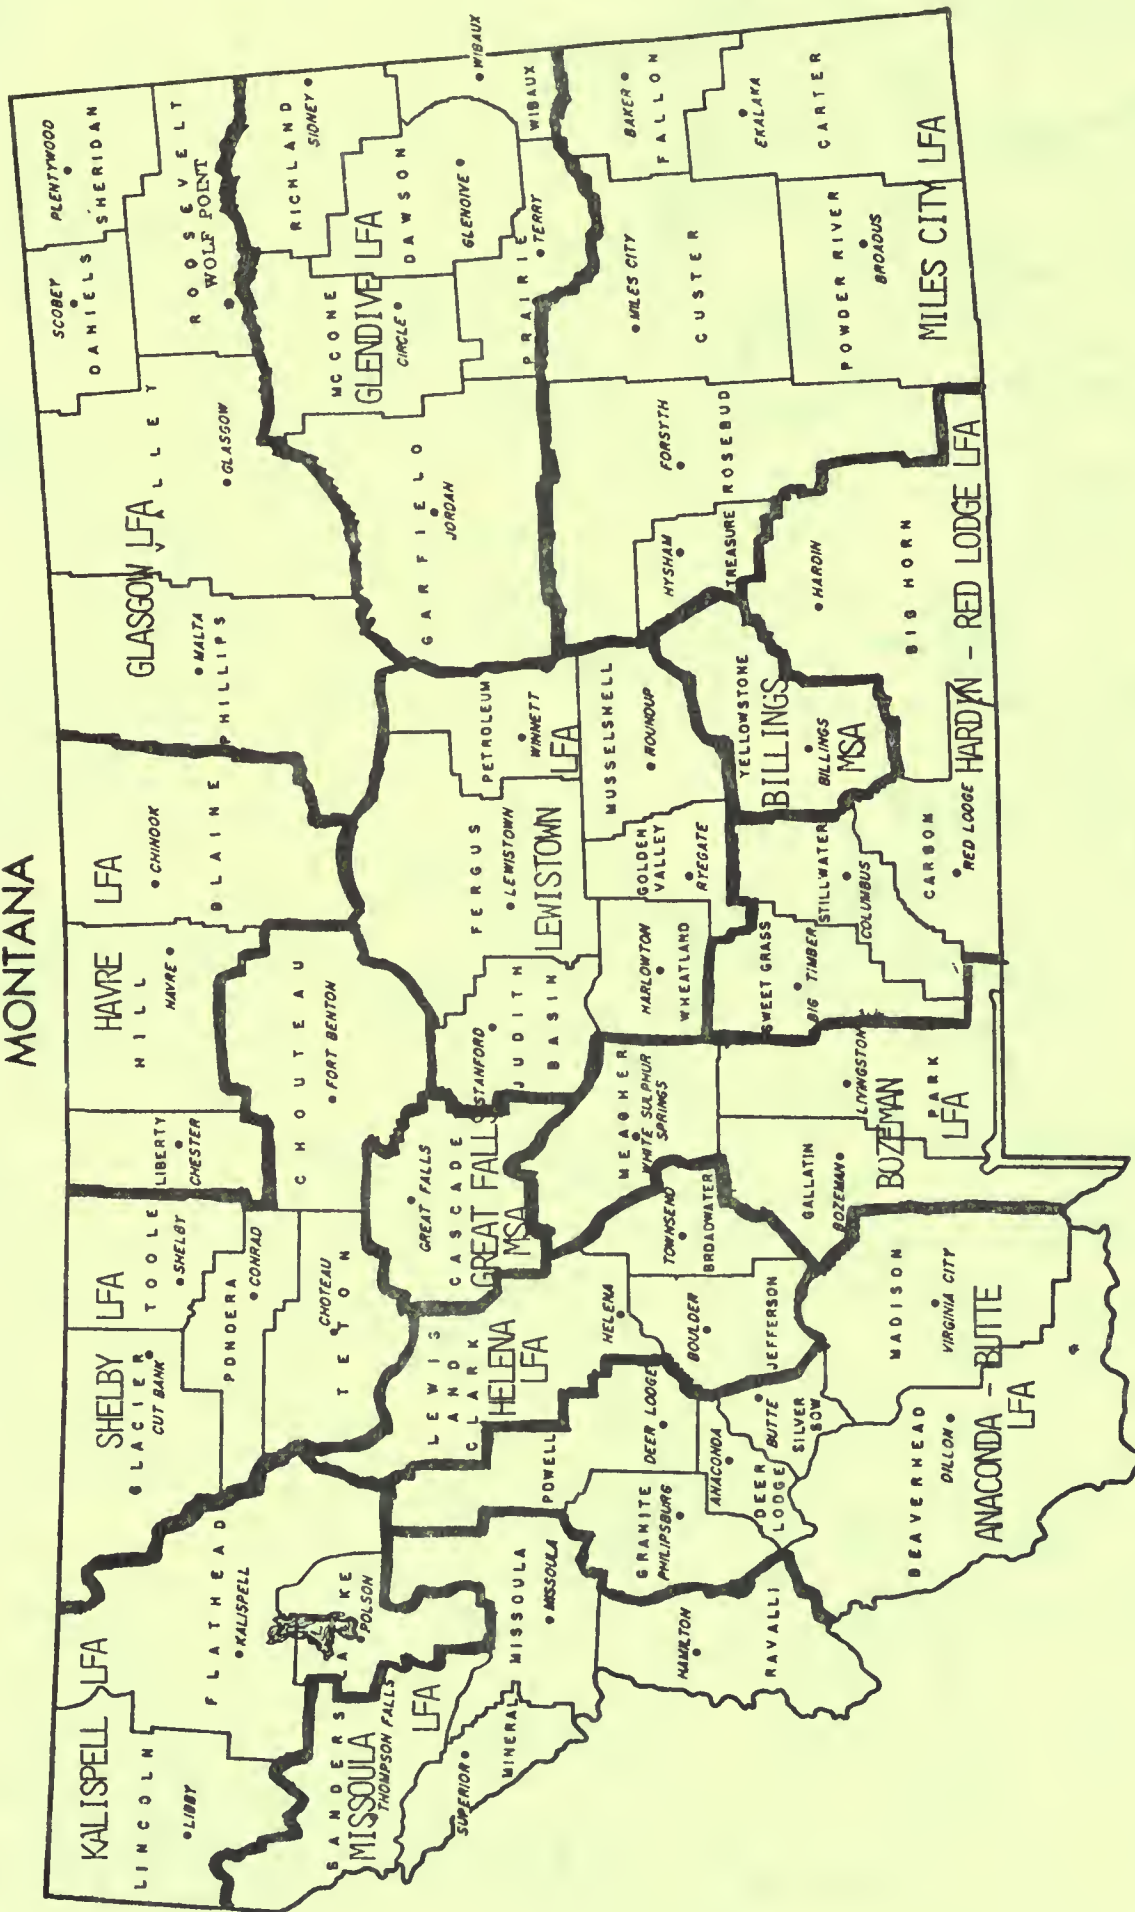 MONTANA
KALISPELL LFA
LINCOLN
LIBBY
FLATHEAD
KALISPELL
POLSON
SANDERS
MISSOULA
LFA
THOMPSON FALLS
SUPERIOR
MINERAL
MISSOULA
MISSOULA
HAMILTON
RAVALLI
SHELBY LFA
GLACIER
CUT BANK
TOOLE
SHELBY
PONDERA
CONRAD
CHOTEAU
TETON
LEWIS
AND
CLARK
HELENA
LFA
HELENA
POWELL
DEER LODGE
GRANITE
PHILIPSBURG
ANACONDA
DEER
LODGE
BUTTE
SILVER
BOW
BOULDER
JEFFERSON
TOWNSEND
BROADWATER
BEAVERHEAD
DILLON
MADISON
VIRGINIA CITY
ANACONDA - BUTTE
LFA
HAVRE LFA
LIBERTY
CHESTER
HILL
HAVRE
BLAINE
CHINOOK
CHOUTEAU
FORT BENTON
GREAT FALLS
CASCADE
GREAT FALLS
MSA
MEAGHER
WHITE SULPHUR
SPRINGS
GALLATIN
BOZEMAN
BOZEMAN
LFA
LIVINGSTON
PARK
STANFORD
JUDITH
BASIN
FERGUS
LEWISTOWN
LEWISTOWN LFA
PETROLEUM
WINNETT
HARLOWTON
WHEATLAND
GOLDEN
VALLEY
RYEGATE
MUSSELSHELL
ROUNDUP
SWEET GRASS
BIG TIMBER
STILLWATER
COLUMBUS
CARBON
RED LODGE
YELLOWSTONE
BILLINGS
BILLINGS
MSA
HARDIN
BIG HORN
HARDIN - RED LODGE LFA
GLASGOW LFA
MALTA
PHILLIPS
VALLEY
GLASGOW
SCOBEY
DANIELS
PLENTYWOOD
SHERIDAN
ROOSEVELT
WOLF POINT
GARFIELD
JORDAN
MCCONE
GLENDIVE LFA
CIRCLE
RICHLAND
SIDNEY
DAWSON
GLENDIVE
WIBAUX
WIBAUX
PRAIRIE
TERRY
HYSHAM
TREASURE
FORSYTH
ROSEBUD
MILES CITY
CUSTER
BAKER
FALLON
EKALAKA
CARTER
POWDER RIVER
BROADUS
MILES CITY LFA